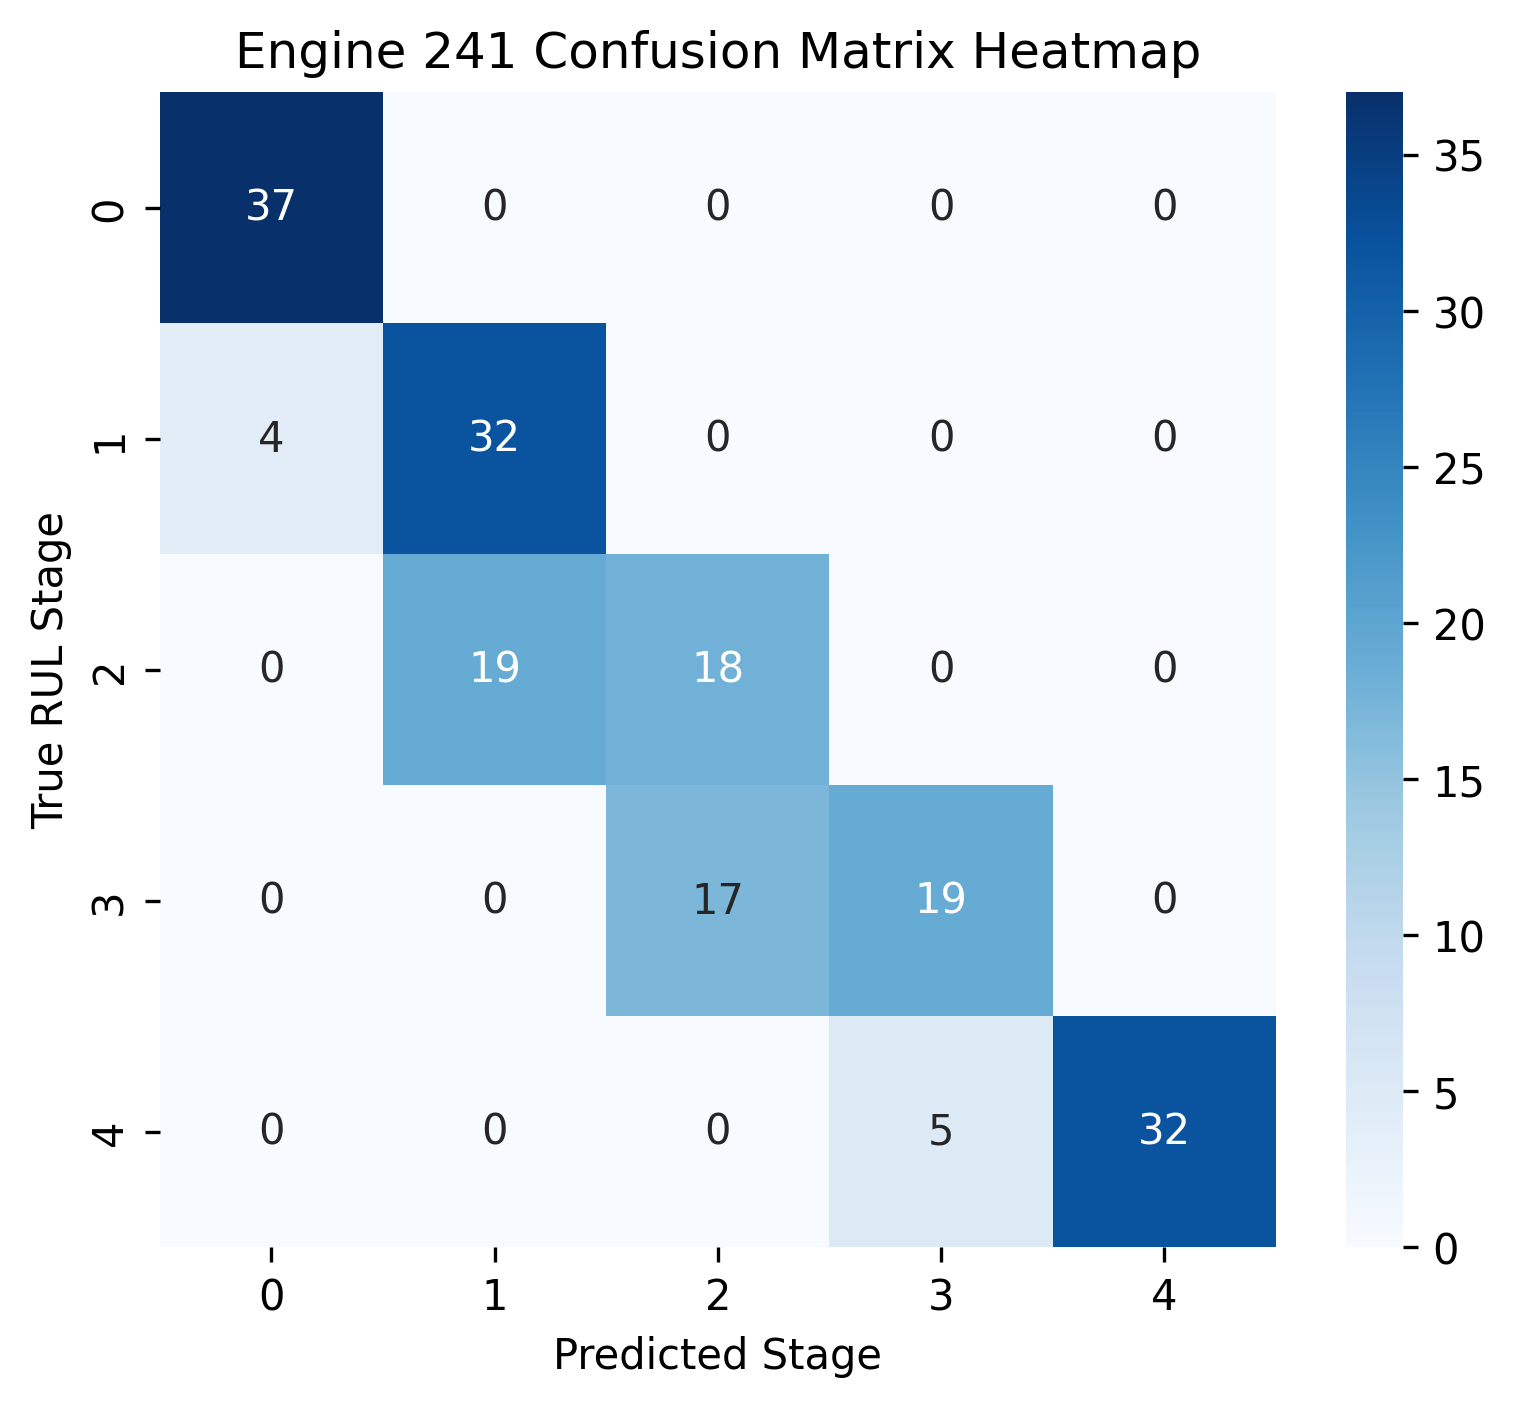 Engine 241 Confusion Matrix Heatmap
True RUL Stage
0 37 0 0 0 0
1 4 32 0 0 0
2 0 19 18 0 0
3 0 0 17 19 0
4 0 0 0 5 32
0 1 2 3 4
Predicted Stage
35
30
25
20
15
10
5
0